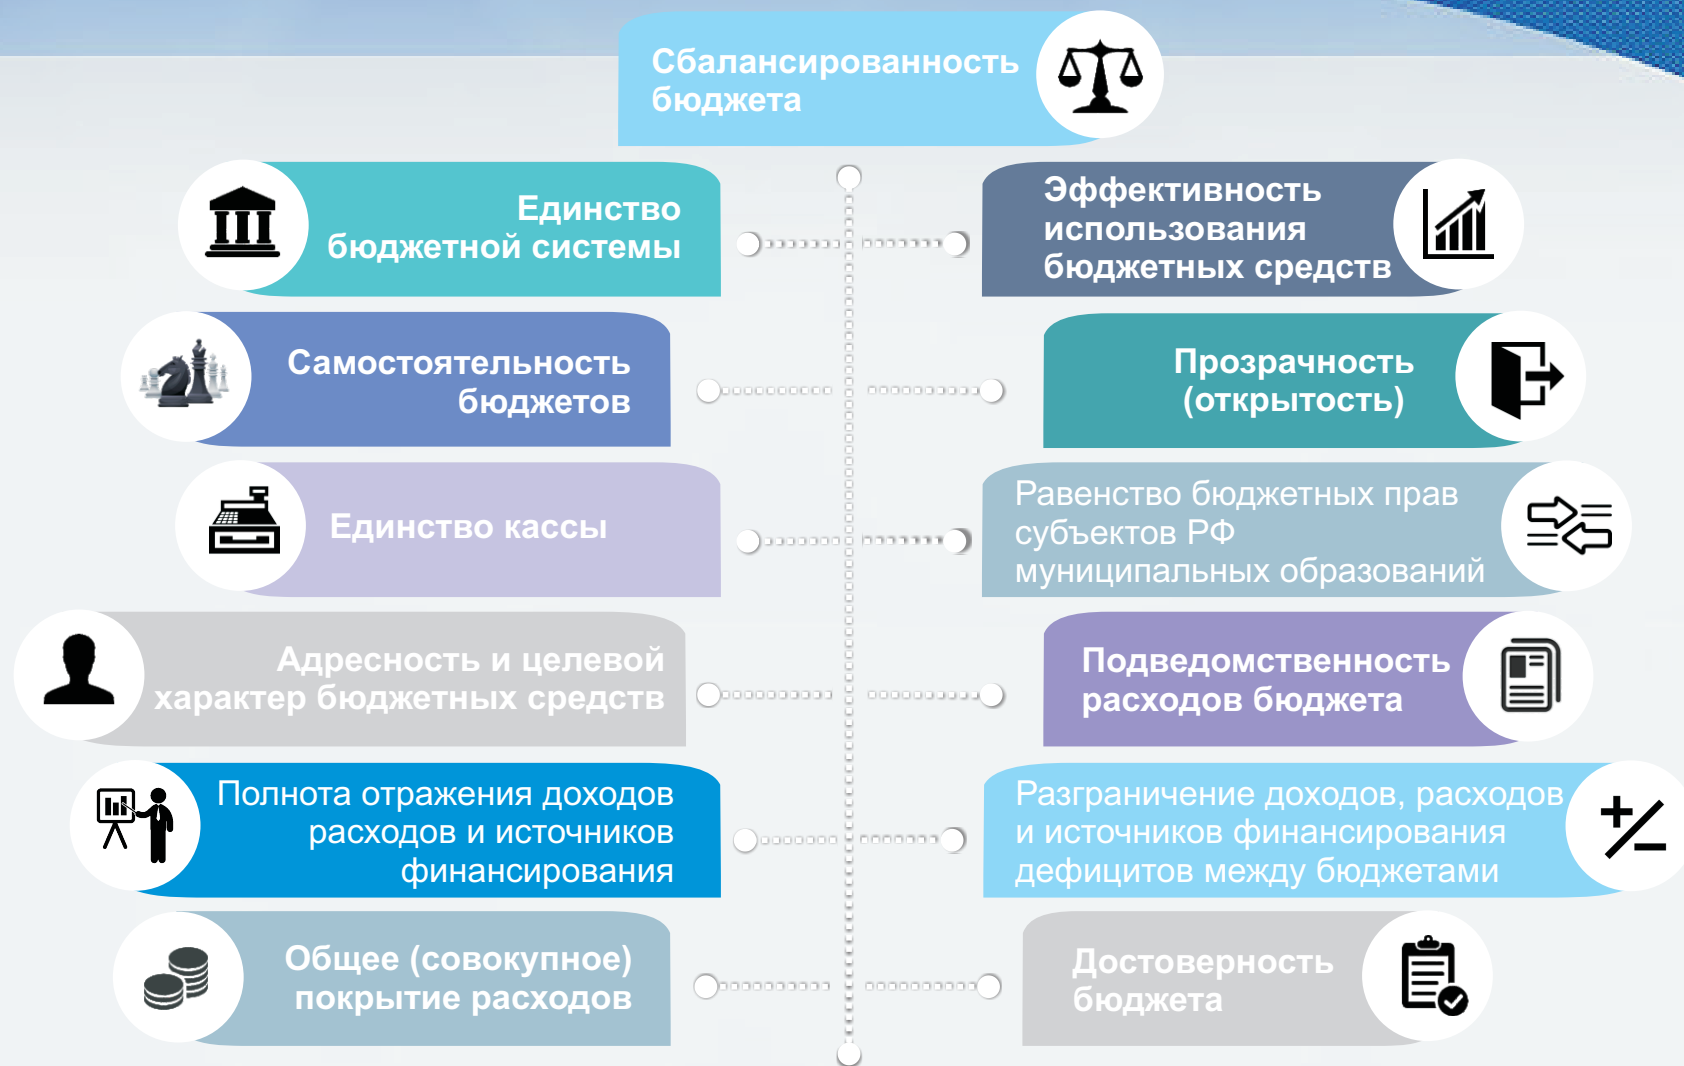 Сбалансированность
бюджета
Единство
бюджетной системы
Эффективность
использования
бюджетных средств
Самостоятельность
бюджетов
Прозрачность
(открытость)
Единство кассы
Равенство бюджетных прав
субъектов РФ
муниципальных образований
Адресность и целевой
характер бюджетных средств
Подведомственность
расходов бюджета
Полнота отражения доходов
расходов и источников
финансирования
Разграничение доходов, расходов
и источников финансирования
дефицитов между бюджетами
Общее (совокупное)
покрытие расходов
Достоверность
бюджета